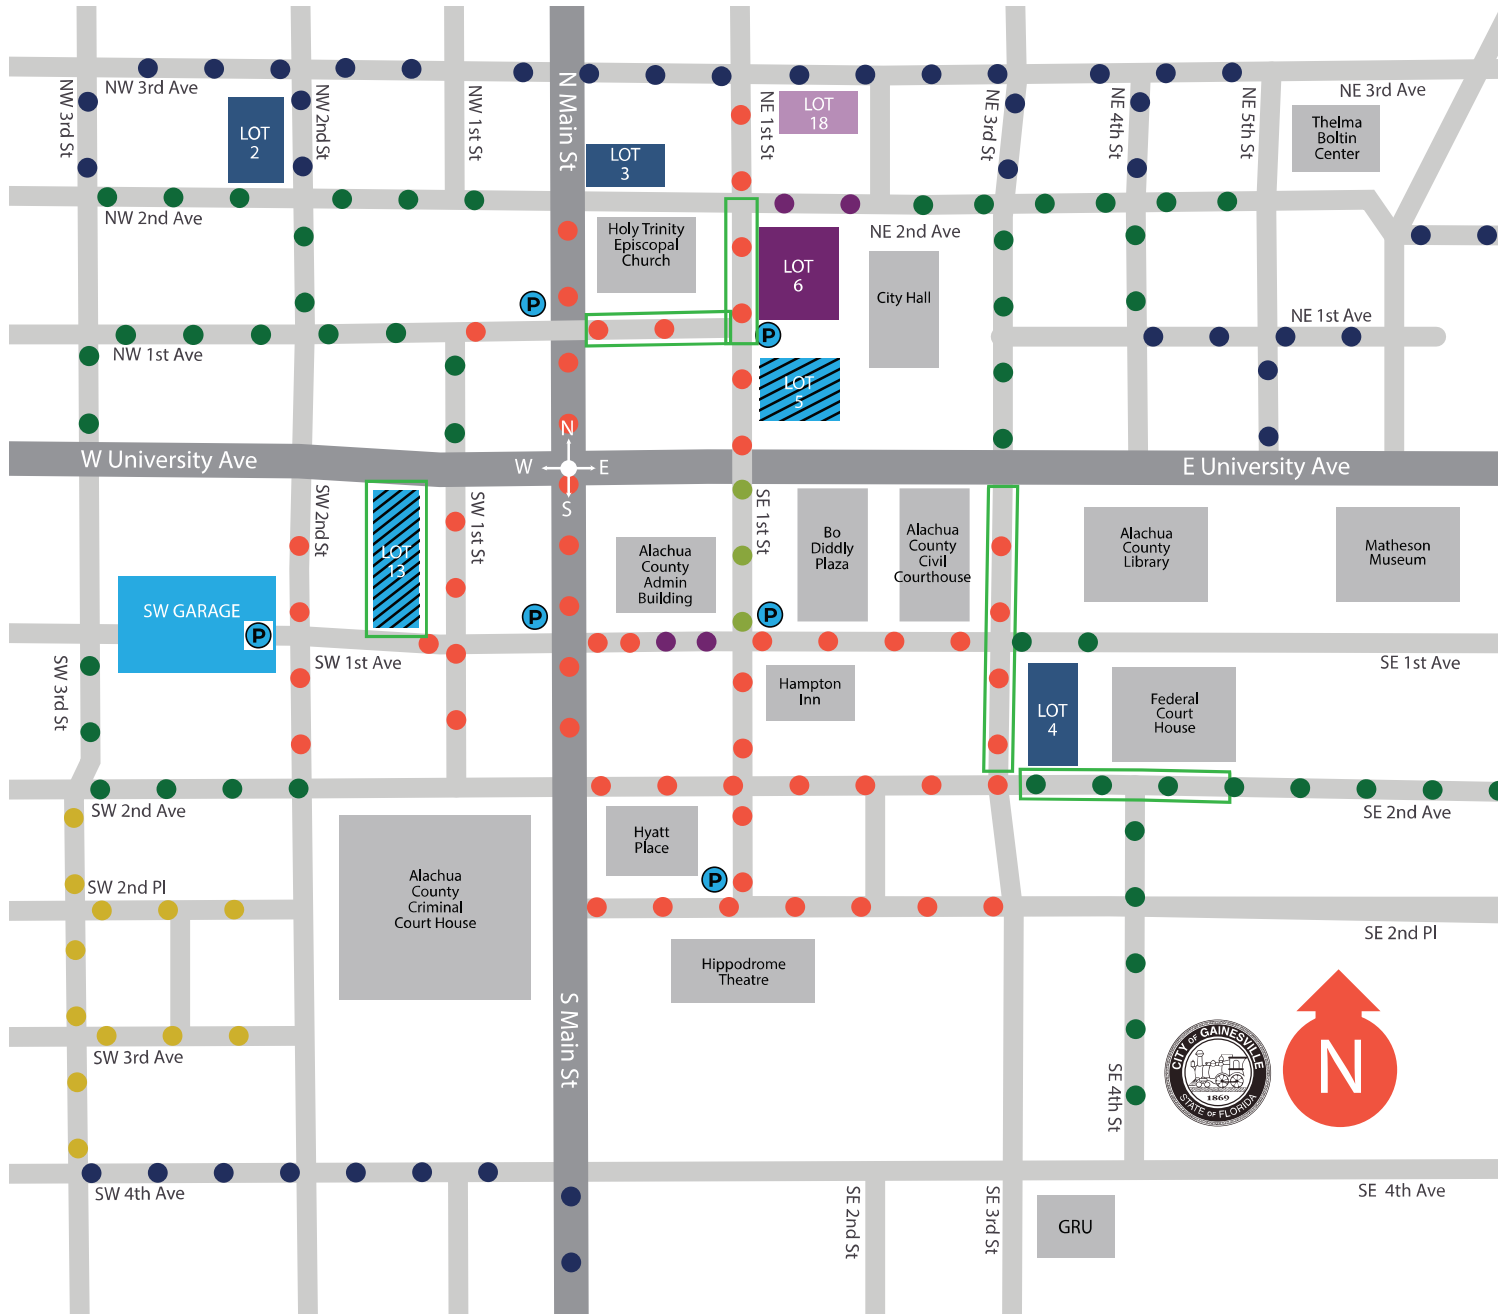 NW 3rd Ave
NW 3rd St
LOT
2
NW 2nd St
NW 1st St
N Main St
LOT
3
NE 1st St
LOT
18
NE 3rd St
NE 4th St
NE 5th St
NE 3rd Ave
Thelma
Boltin
Center
NW 2nd Ave
Holy Trinity
Episcopal
Church
NE 2nd Ave
LOT
6
City Hall
P
P
NW 1st Ave
NE 1st Ave
LOT
5
W University Ave
N
W
E
S
E University Ave
SW 2nd St
LOT
13
SW 1st St
SE 1st St
Alachua
County
Admin
Building
Bo
Diddly
Plaza
Alachua
County
Civil
Courthouse
Alachua
County
Library
Matheson
Museum
SW GARAGE
P
P
P
SW 1st Ave
SE 1st Ave
SW 3rd St
Hampton
Inn
LOT
4
Federal
Court
House
SW 2nd Ave
SE 2nd Ave
Hyatt
Place
P
SW 2nd Pl
Alachua
County
Criminal
Court House
SE 2nd Pl
Hippodrome
Theatre
S Main St
SW 3rd Ave
SE 4th St
CITY OF GAINESVILLE
1869
STATE OF FLORIDA
N
SW 4th Ave
SE 2nd St
SE 3rd St
SE 4th Ave
GRU